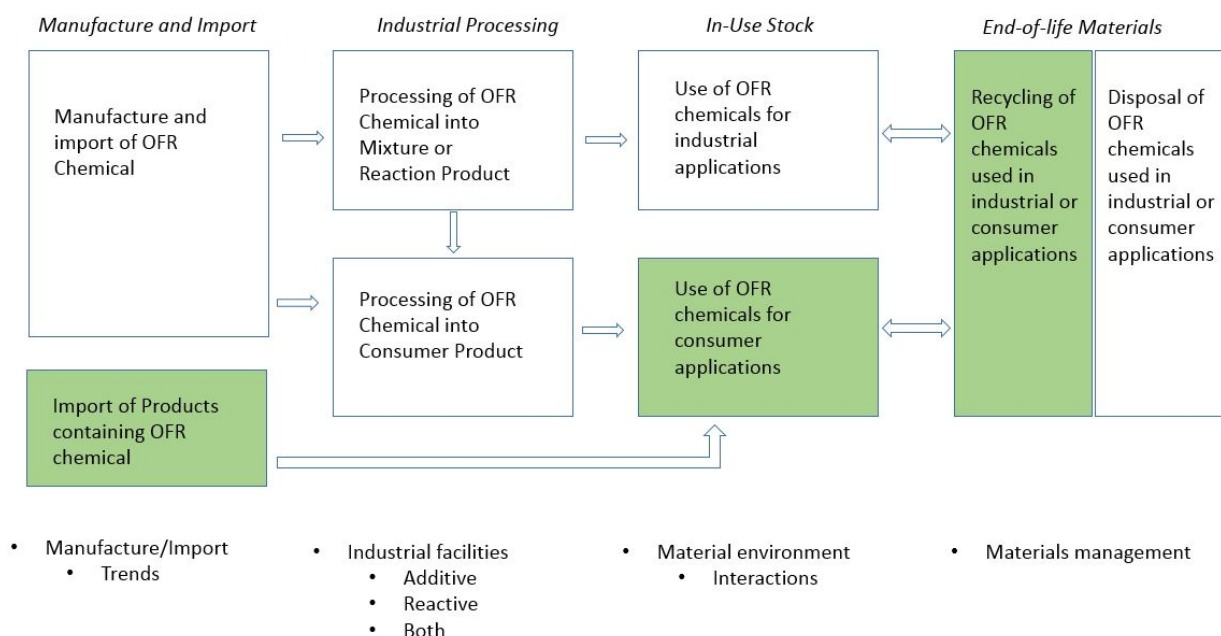 Manufacture and Import
Industrial Processing
In-Use Stock
End-of-life Materials
Manufacture and
import of OFR
Chemical
Processing of OFR
Chemical into
Mixture or
Reaction Product
Use of OFR
chemicals for
industrial
applications
Recycling of
OFR
chemicals
used in
industrial or
consumer
applications
Disposal of
OFR
chemicals
used in
industrial or
consumer
applications
Processing of OFR
Chemical into
Consumer Product
Use of OFR
chemicals for
consumer
applications
Import of Products
containing OFR
chemical
• Manufacture/Import
• Trends
• Industrial facilities
• Additive
• Reactive
• Both
• Material environment
• Interactions
• Materials management